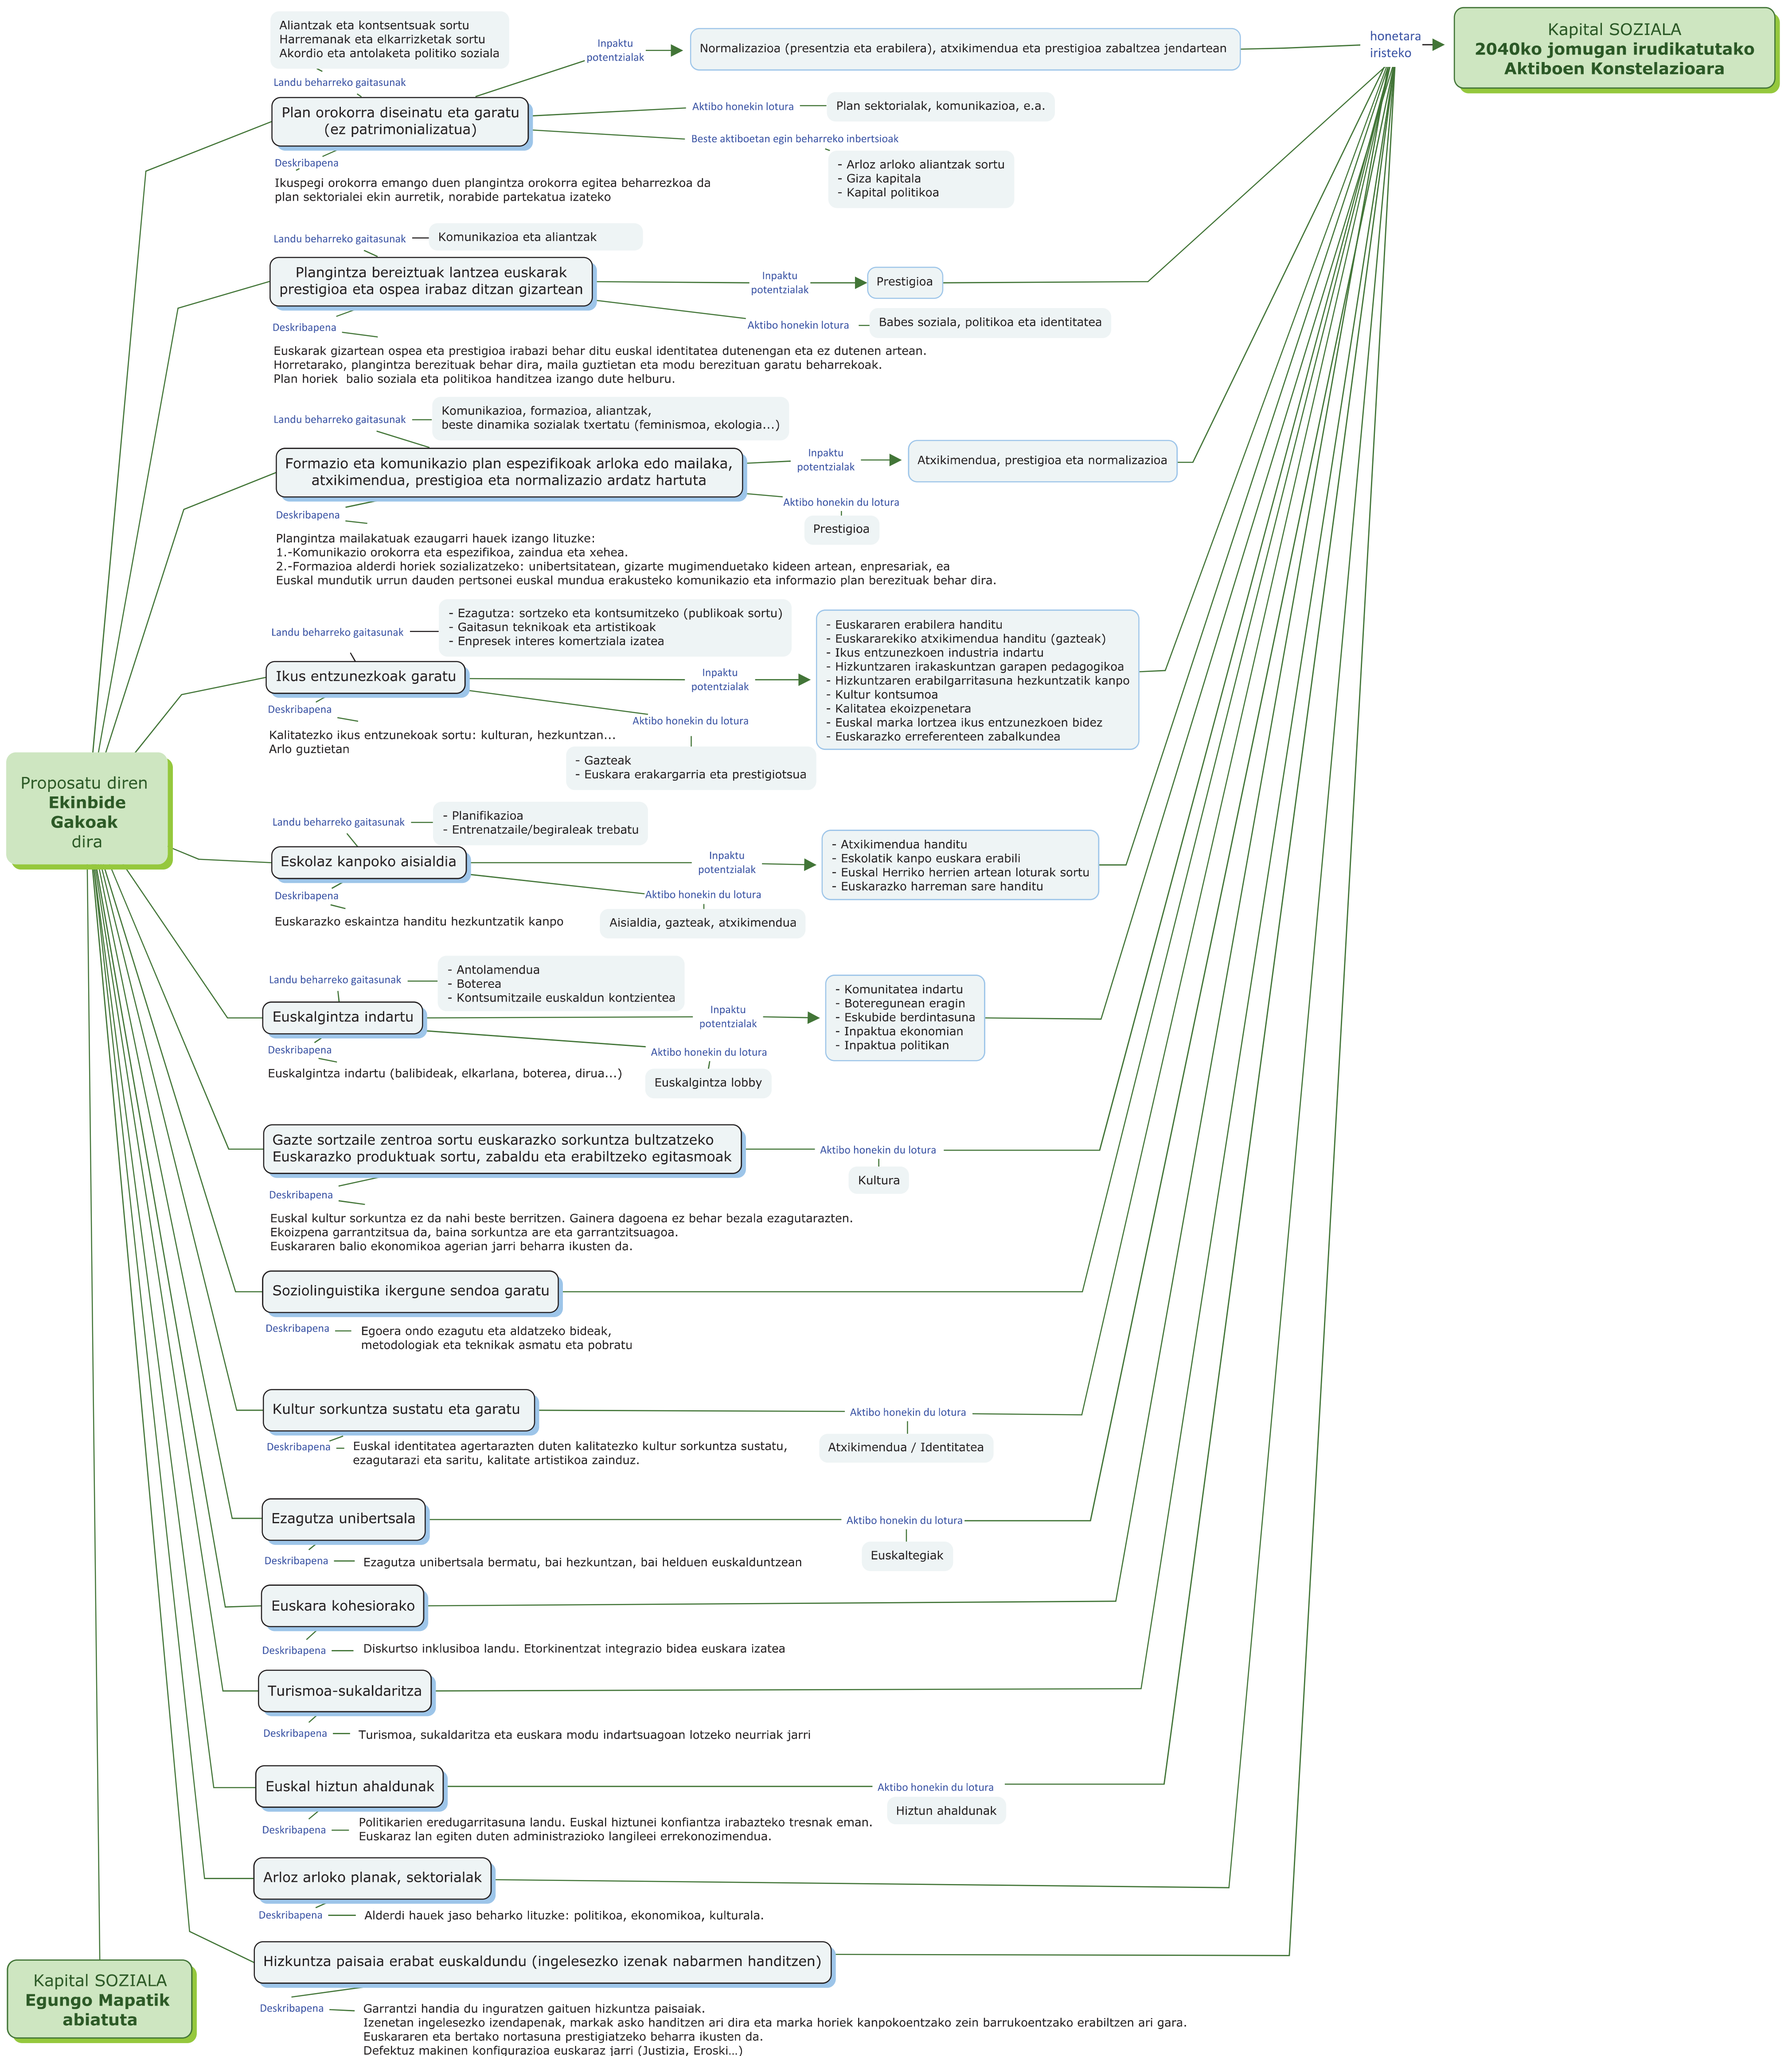 Aliantzak eta kontsentsuak sortu
Harremanak eta elkarrizketak sortu
Akordio eta antolaketa politiko soziala
Landu beharreko gaitasunak
Plan orokorra diseinatu eta garatu
(ez patrimonializatua)
Inpaktu
potentzialak
Normalizazioa (presentzia eta erabilera), atxikimendua eta prestigioa zabaltzea jendartean
honetara
iristeko
Kapital SOZIALA
2040ko jomugan irudikatutako
Aktiboen Konstelazioara
Aktibo honekin lotura
Plan sektorialak, komunikazioa, e.a.
Beste aktiboetan egin beharreko inbertsioak
- Arloz arloko aliantzak sortu
- Giza kapitala
- Kapital politikoa
Deskribapena
Ikuspegi orokorra emango duen plangintza orokorra egitea beharrezkoa da
plan sektorialei ekin aurretik, norabide partekatua izateko
Landu beharreko gaitasunak
Komunikazioa eta aliantzak
Plangintza bereiztuak lantzea euskarak
prestigioa eta ospea irabaz ditzan gizartean
Inpaktu
potentzialak
Prestigioa
Aktibo honekin lotura
Babes soziala, politikoa eta identitatea
Deskribapena
Euskarak gizartean ospea eta prestigioa irabazi behar ditu euskal identitatea dutenengan eta ez dutenen artean.
Horretarako, plangintza berezituak behar dira, maila guztietan eta modu berezituan garatu beharrekoak.
Plan horiek  balio soziala eta politikoa handitzea izango dute helburu.
Landu beharreko gaitasunak
Komunikazioa, formazioa, aliantzak,
beste dinamika sozialak txertatu (feminismoa, ekologia...)
Formazio eta komunikazio plan espezifikoak arloka edo mailaka,
atxikimendua, prestigioa eta normalizazio ardatz hartuta
Inpaktu
potentzialak
Atxikimendua, prestigioa eta normalizazioa
Aktibo honekin du lotura
Prestigioa
Deskribapena
Plangintza mailakatuak ezaugarri hauek izango lituzke:
1.-Komunikazio orokorra eta espezifikoa, zaindua eta xehea.
2.-Formazioa alderdi horiek sozializatzeko: unibertsitatean, gizarte mugimenduetako kideen artean, enpresariak, ea
Euskal mundutik urrun dauden pertsonei euskal mundua erakusteko komunikazio eta informazio plan berezituak behar dira.
Landu beharreko gaitasunak
- Ezagutza: sortzeko eta kontsumitzeko (publikoak sortu)
- Gaitasun teknikoak eta artistikoak
- Enpresek interes komertziala izatea
Ikus entzunezkoak garatu
Inpaktu
potentzialak
- Euskararen erabilera handitu
- Euskararekiko atxikimendua handitu (gazteak)
- Ikus entzunezkoen industria indartu
- Hizkuntzaren irakaskuntzan garapen pedagogikoa
- Hizkuntzaren erabilgarritasuna hezkuntzatik kanpo
- Kultur kontsumoa
- Kalitatea ekoizpenetara
- Euskal marka lortzea ikus entzunezkoen bidez
- Euskarazko erreferenteen zabalkundea
Deskribapena
Kalitatezko ikus entzunekoak sortu: kulturan, hezkuntzan...
Arlo guztietan
Aktibo honekin du lotura
- Gazteak
- Euskara erakargarria eta prestigiotsua
Proposatu diren
Ekinbide
Gakoak
dira
Landu beharreko gaitasunak
- Planifikazioa
- Entrenatzaile/begiraleak trebatu
Eskolaz kanpoko aisialdia
Inpaktu
potentzialak
- Atxikimendua handitu
- Eskolatik kanpo euskara erabili
- Euskal Herriko herrien artean loturak sortu
- Euskarazko harreman sare handitu
Deskribapena
Euskarazko eskaintza handitu hezkuntzatik kanpo
Aktibo honekin du lotura
Aisialdia, gazteak, atxikimendua
Landu beharreko gaitasunak
- Antolamendua
- Boterea
- Kontsumitzaile euskaldun kontzientea
Euskalgintza indartu
Inpaktu
potentzialak
- Komunitatea indartu
- Boteregunean eragin
- Eskubide berdintasuna
- Inpaktua ekonomian
- Inpaktua politikan
Deskribapena
Euskalgintza indartu (balibideak, elkarlana, boterea, dirua...)
Aktibo honekin du lotura
Euskalgintza lobby
Gazte sortzaile zentroa sortu euskarazko sorkuntza bultzatzeko
Euskarazko produktuak sortu, zabaldu eta erabiltzeko egitasmoak
Aktibo honekin du lotura
Kultura
Deskribapena
Euskal kultur sorkuntza ez da nahi beste berritzen. Gainera dagoena ez behar bezala ezagutarazten.
Ekoizpena garrantzitsua da, baina sorkuntza are eta garrantzitsuagoa.
Euskararen balio ekonomikoa agerian jarri beharra ikusten da.
Soziolinguistika ikergune sendoa garatu
Deskribapena
Egoera ondo ezagutu eta aldatzeko bideak,
metodologiak eta teknikak asmatu eta pobratu
Kultur sorkuntza sustatu eta garatu
Aktibo honekin du lotura
Atxikimendua / Identitatea
Deskribapena
Euskal identitatea agertarazten duten kalitatezko kultur sorkuntza sustatu,
ezagutarazi eta saritu, kalitate artistikoa zainduz.
Ezagutza unibertsala
Aktibo honekin du lotura
Euskaltegiak
Deskribapena
Ezagutza unibertsala bermatu, bai hezkuntzan, bai helduen euskalduntzean
Euskara kohesiorako
Deskribapena
Diskurtso inklusiboa landu. Etorkinentzat integrazio bidea euskara izatea
Turismoa-sukaldaritza
Deskribapena
Turismoa, sukaldaritza eta euskara modu indartsuagoan lotzeko neurriak jarri
Euskal hiztun ahaldunak
Aktibo honekin du lotura
Hiztun ahaldunak
Deskribapena
Politikarien eredugarritasuna landu. Euskal hiztunei konfiantza irabazteko tresnak eman.
Euskaraz lan egiten duten administrazioko langileei errekonozimendua.
Arloz arloko planak, sektorialak
Deskribapena
Alderdi hauek jaso beharko lituzke: politikoa, ekonomikoa, kulturala.
Hizkuntza paisaia erabat euskaldundu (ingelesezko izenak nabarmen handitzen)
Kapital SOZIALA
Egungo Mapatik
abiatuta
Deskribapena
Garrantzi handia du inguratzen gaituen hizkuntza paisaiak.
Izenetan ingelesezko izendapenak, markak asko handitzen ari dira eta marka horiek kanpokoentzako zein barrukoentzako erabiltzen ari gara.
Euskararen eta bertako nortasuna prestigiatzeko beharra ikusten da.
Defektuz makinen konfigurazioa euskaraz jarri (Justizia, Eroski...)